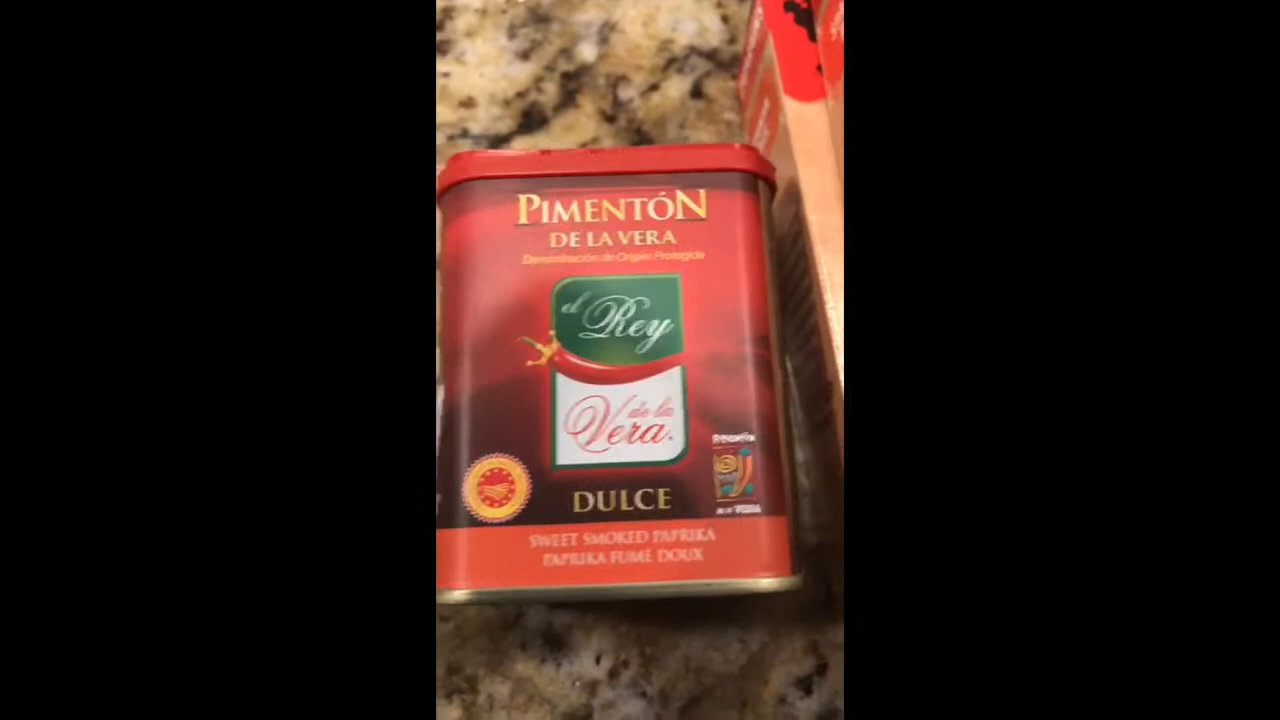 PIMENTÓN
DE LA VERA
Denominación de Origen Protegida
el Rey
de la
Vera
DULCE
SWEET SMOKED PAPRIKA
PAPRIKA FUME DOUX